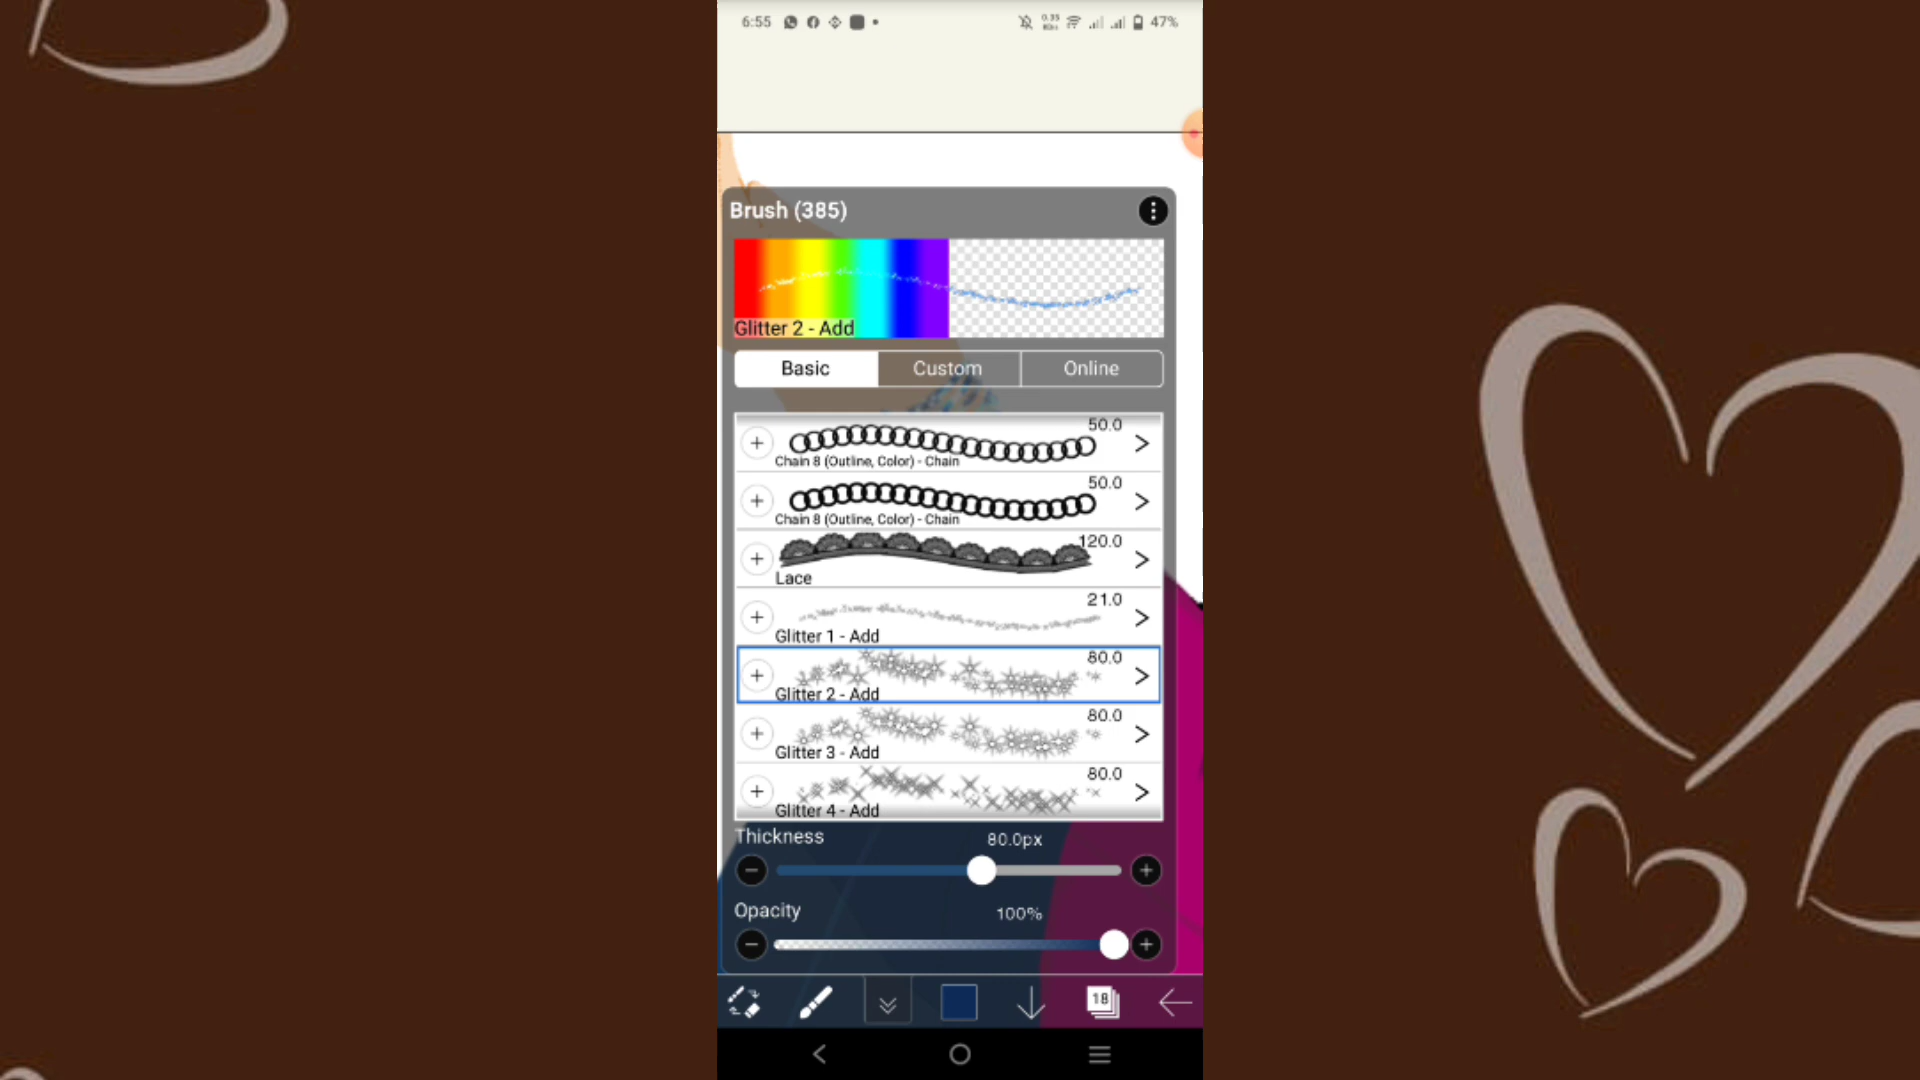 6:55
0.35
47%
Brush (385)
Glitter 2 - Add
Basic
Custom
Online
50.0
Chain 8 (Outline, Color) - Chain
50.0
Chain 8 (Outline, Color) - Chain
120.0
Lace
21.0
Glitter 1 - Add
80.0
Glitter 2 - Add
80.0
Glitter 3 - Add
80.0
Glitter 4 - Add
Thickness
80.0px
Opacity
100%
18